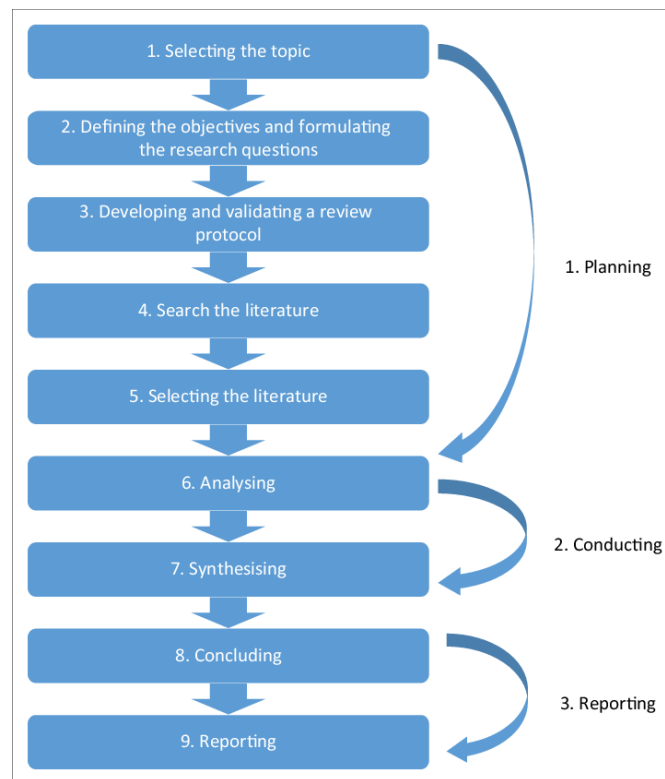 1. Selecting the topic
2. Defining the objectives and formulating
the research questions
3. Developing and validating a review
protocol
1. Planning
4. Search the literature
5. Selecting the literature
6. Analysing
2. Conducting
7. Synthesising
8. Concluding
3. Reporting
9. Reporting